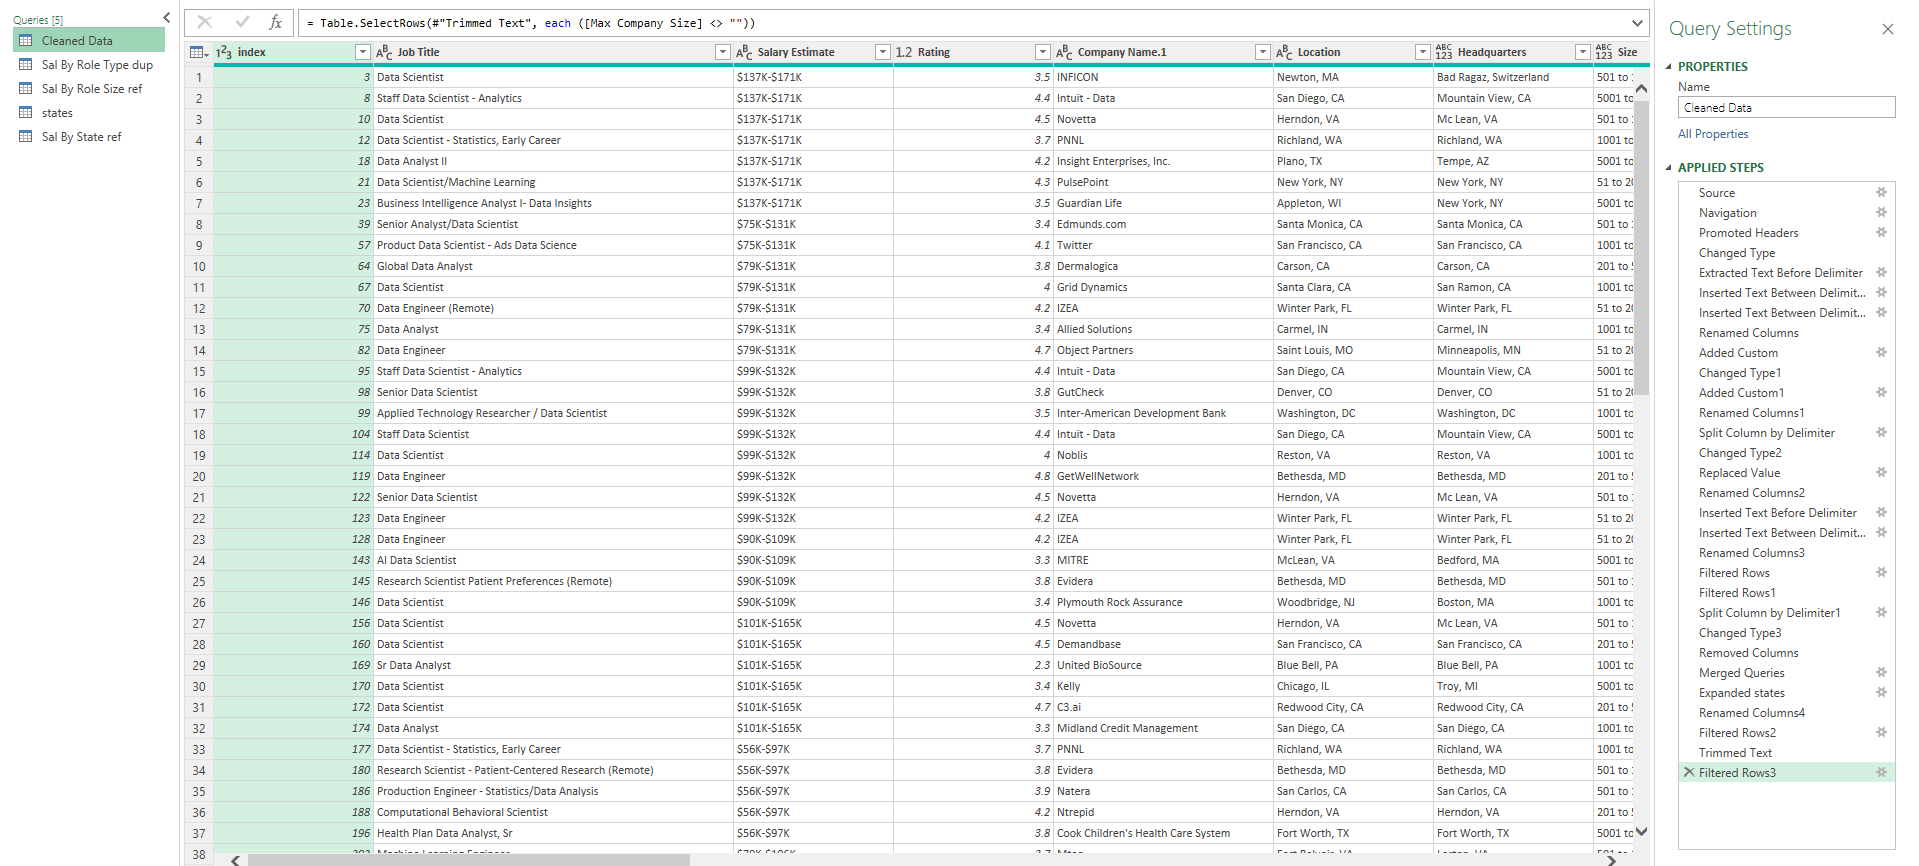 Queries [5]
Cleaned Data
Sal By Role Type dup
Sal By Role Size ref
states
Sal By State ref
fx
= Table.SelectRows(#"Trimmed Text", each ([Max Company Size] <> ""))
123 index ABC Job Title ABC Salary Estimate 1.2 Rating ABC Company Name.1 ABC Location ABC123 Headquarters ABC123 Size
1 3 Data Scientist $137K-$171K 3.5 INFICON Newton, MA Bad Ragaz, Switzerland 501 to
2 8 Staff Data Scientist - Analytics $137K-$171K 4.4 Intuit - Data San Diego, CA Mountain View, CA 5001 to
3 10 Data Scientist $137K-$171K 4.5 Novetta Herndon, VA Mc Lean, VA 501 to
4 12 Data Scientist - Statistics, Early Career $137K-$171K 3.7 PNNL Richland, WA Richland, WA 1001 to
5 18 Data Analyst II $137K-$171K 4.2 Insight Enterprises, Inc. Plano, TX Tempe, AZ 5001 to
6 21 Data Scientist/Machine Learning $137K-$171K 4.3 PulsePoint New York, NY New York, NY 51 to
7 23 Business Intelligence Analyst I- Data Insights $137K-$171K 3.5 Guardian Life Appleton, WI New York, NY 5001 to
8 39 Senior Analyst/Data Scientist $75K-$131K 3.4 Edmunds.com Santa Monica, CA Santa Monica, CA 501 to
9 57 Product Data Scientist - Ads Data Science $75K-$131K 4.1 Twitter San Francisco, CA San Francisco, CA 1001 to
10 64 Global Data Analyst $79K-$131K 3.8 Dermalogica Carson, CA Carson, CA 201 to
11 67 Data Scientist $79K-$131K 4 Grid Dynamics Santa Clara, CA San Ramon, CA 1001 to
12 70 Data Engineer (Remote) $79K-$131K 4.2 IZEA Winter Park, FL Winter Park, FL 51 to
13 75 Data Analyst $79K-$131K 3.4 Allied Solutions Carmel, IN Carmel, IN 1001 to
14 82 Data Engineer $79K-$131K 4.7 Object Partners Saint Louis, MO Minneapolis, MN 51 to
15 95 Staff Data Scientist - Analytics $99K-$132K 4.4 Intuit - Data San Diego, CA Mountain View, CA 5001 to
16 98 Senior Data Scientist $99K-$132K 3.8 GutCheck Denver, CO Denver, CO 51 to
17 99 Applied Technology Researcher / Data Scientist $99K-$132K 3.5 Inter-American Development Bank Washington, DC Washington, DC 1001 to
18 104 Staff Data Scientist $99K-$132K 4.4 Intuit - Data San Diego, CA Mountain View, CA 5001 to
19 114 Data Scientist $99K-$132K 4 Noblis Reston, VA Reston, VA 1001 to
20 119 Data Engineer $99K-$132K 4.8 GetWellNetwork Bethesda, MD Bethesda, MD 201 to
21 122 Senior Data Scientist $99K-$132K 4.5 Novetta Herndon, VA Mc Lean, VA 501 to
22 123 Data Engineer $99K-$132K 4.2 IZEA Winter Park, FL Winter Park, FL 51 to
23 128 Data Engineer $90K-$109K 4.2 IZEA Winter Park, FL Winter Park, FL 51 to
24 143 AI Data Scientist $90K-$109K 3.3 MITRE McLean, VA Bedford, MA 5001 to
25 145 Research Scientist Patient Preferences (Remote) $90K-$109K 3.8 Evidera Bethesda, MD Bethesda, MD 501 to
26 146 Data Scientist $90K-$109K 3.4 Plymouth Rock Assurance Woodbridge, NJ Boston, MA 1001 to
27 156 Data Scientist $101K-$165K 4.5 Novetta Herndon, VA Mc Lean, VA 501 to
28 160 Data Scientist $101K-$165K 4.5 Demandbase San Francisco, CA San Francisco, CA 201 to
29 169 Sr Data Analyst $101K-$165K 2.3 United BioSource Blue Bell, PA Blue Bell, PA 1001 to
30 170 Data Scientist $101K-$165K 3.4 Kelly Chicago, IL Troy, MI 5001 to
31 172 Data Scientist $101K-$165K 4.7 C3.ai Redwood City, CA Redwood City, CA 201 to
32 174 Data Analyst $101K-$165K 3.3 Midland Credit Management San Diego, CA San Diego, CA 1001 to
33 177 Data Scientist - Statistics, Early Career $56K-$97K 3.7 PNNL Richland, WA Richland, WA 1001 to
34 180 Research Scientist - Patient-Centered Research (Remote) $56K-$97K 3.8 Evidera Bethesda, MD Bethesda, MD 501 to
35 186 Production Engineer - Statistics/Data Analysis $56K-$97K 3.9 Natera San Carlos, CA San Carlos, CA 1001 to
36 188 Computational Behavioral Scientist $56K-$97K 4.2 Ntrepid Herndon, VA Herndon, VA 201 to
37 196 Health Plan Data Analyst, Sr $56K-$97K 3.8 Cook Children's Health Care System Fort Worth, TX Fort Worth, TX 5001 to
38
Query Settings
PROPERTIES
Name
Cleaned Data
All Properties
APPLIED STEPS
Source
Navigation
Promoted Headers
Changed Type
Extracted Text Before Delimiter
Inserted Text Between Delimit...
Inserted Text Between Delimit...
Renamed Columns
Added Custom
Changed Type1
Added Custom1
Renamed Columns1
Split Column by Delimiter
Changed Type2
Replaced Value
Renamed Columns2
Inserted Text Before Delimiter
Inserted Text Between Delimit...
Renamed Columns3
Filtered Rows
Filtered Rows1
Split Column by Delimiter1
Changed Type3
Removed Columns
Merged Queries
Expanded states
Renamed Columns4
Filtered Rows2
Trimmed Text
Filtered Rows3